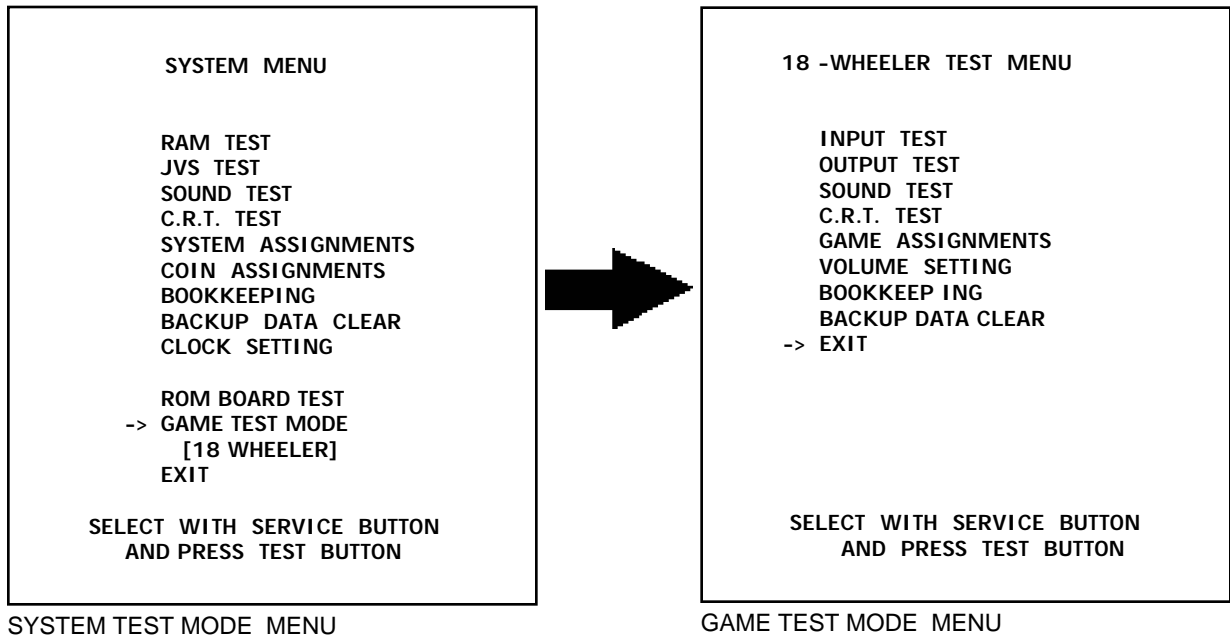 SYSTEM MENU
RAM TEST
JVS TEST
SOUND TEST
C.R.T. TEST
SYSTEM ASSIGNMENTS
COIN ASSIGNMENTS
BOOKKEEPING
BACKUP DATA CLEAR
CLOCK SETTING
ROM BOARD TEST
-> GAME TEST MODE
[18 WHEELER]
EXIT
SELECT WITH SERVICE BUTTON
AND PRESS TEST BUTTON
SYSTEM TEST MODE MENU
18 -WHEELER TEST MENU
INPUT TEST
OUTPUT TEST
SOUND TEST
C.R.T. TEST
GAME ASSIGNMENTS
VOLUME SETTING
BOOKKEEP ING
BACKUP DATA CLEAR
-> EXIT
SELECT WITH SERVICE BUTTON
AND PRESS TEST BUTTON
GAME TEST MODE MENU